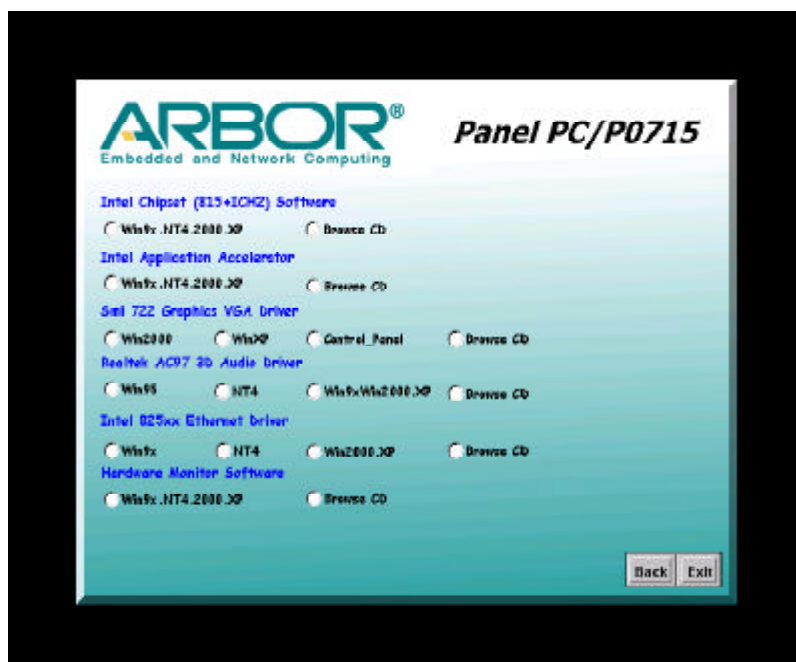 ARBOR®
Embedded and Network Computing
Panel PC/P0715
Intel Chipset (815+ICH2) Software
Win9x.NT4.2000.XP Browse CD
Intel Application Accelerator
Win9x.NT4.2000.XP Browse CD
Smi 722 Graphics VGA Driver
Win2000 WinXP Control_Panel Browse CD
Realtek AC97 3D Audio Driver
Win95 NT4 Win9xWin2000.XP Browse CD
Intel 825xx Ethernet Driver
Win9x NT4 Win2000.XP Browse CD
Hardware Monitor Software
Win9x.NT4.2000.XP Browse CD
Back Exit